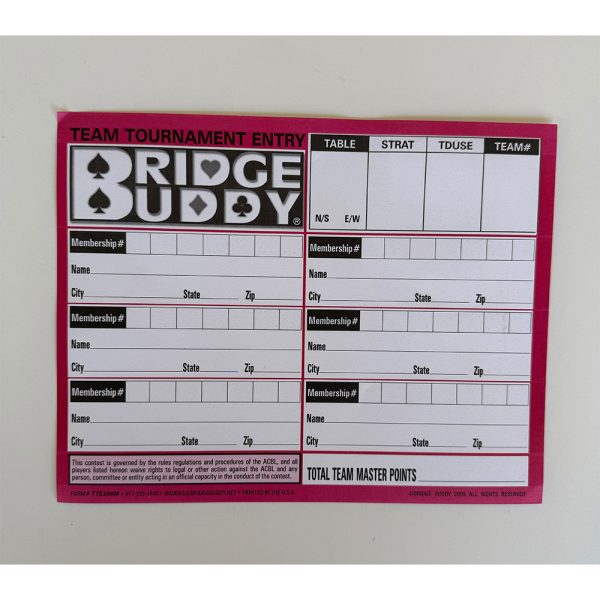 TEAM TOURNAMENT ENTRY
BRIDGE
BUDDY®
TABLE STRAT TDUSE TEAM#
N/S E/W
Membership#
Name
City State Zip
Membership#
Name
City State Zip
Membership#
Name
City State Zip
Membership#
Name
City State Zip
Membership#
Name
City State Zip
Membership#
Name
City State Zip
This contest is governed by the rules regulations and procedures of the ACBL, and all
players listed hereon waive rights to legal or other action against the ACBL and any
person, committee or entity acting in an official capacity in the conduct of the contest.
TOTAL TEAM MASTER POINTS
FORM# • PRINTED IN THE U.S.A.
©BRIDGE BUDDY 2005 ALL RIGHTS RESERVED